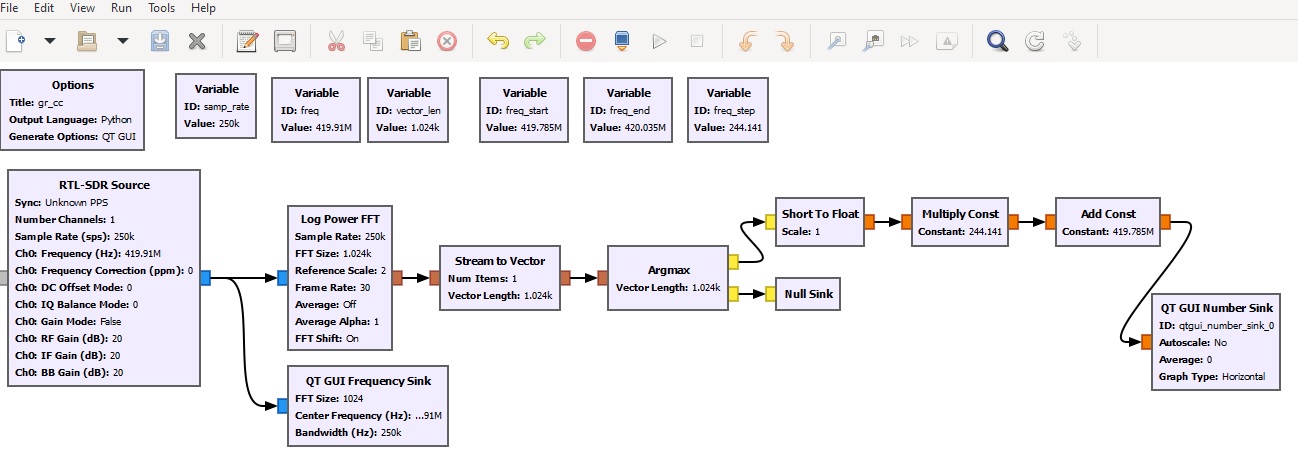 File Edit View Run Tools Help
Options
Title: gr_cc
Output Language: Python
Generate Options: QT GUI
Variable
ID: samp_rate
Value: 250k
Variable
ID: freq
Value: 419.91M
Variable
ID: vector_len
Value: 1.024k
Variable
ID: freq_start
Value: 419.785M
Variable
ID: freq_end
Value: 420.035M
Variable
ID: freq_step
Value: 244.141
RTL-SDR Source
Sync: Unknown PPS
Number Channels: 1
Sample Rate (sps): 250k
Ch0: Frequency (Hz): 419.91M
Ch0: Frequency Correction (ppm): 0
Ch0: DC Offset Mode: 0
Ch0: IQ Balance Mode: 0
Ch0: Gain Mode: False
Ch0: RF Gain (dB): 20
Ch0: IF Gain (dB): 20
Ch0: BB Gain (dB): 20
Log Power FFT
Sample Rate: 250k
FFT Size: 1.024k
Reference Scale: 2
Frame Rate: 30
Average: Off
Average Alpha: 1
FFT Shift: On
QT GUI Frequency Sink
FFT Size: 1024
Center Frequency (Hz): ...91M
Bandwidth (Hz): 250k
Stream to Vector
Num Items: 1
Vector Length: 1.024k
Argmax
Vector Length: 1.024k
Short To Float
Scale: 1
Null Sink
Multiply Const
Constant: 244.141
Add Const
Constant: 419.785M
QT GUI Number Sink
ID: qtgui_number_sink_0
Autoscale: No
Average: 0
Graph Type: Horizontal